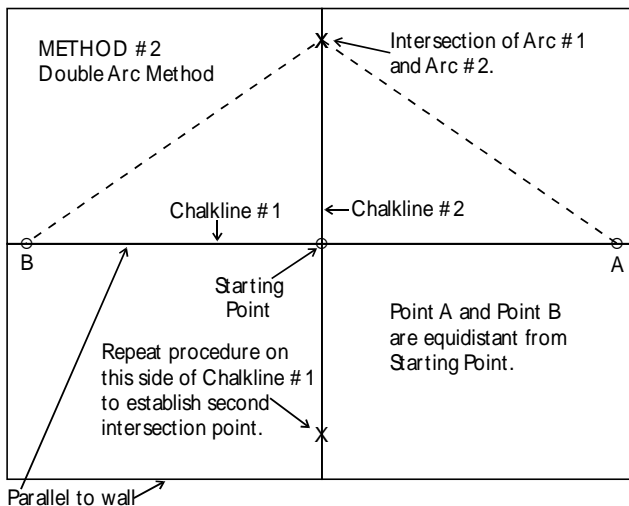 METHOD #2
Double Arc Method
X
Intersection of Arc #1
and Arc #2.
Chalkline #1
Chalkline #2
B
A
Starting
Point
Point A and Point B
are equidistant from
Starting Point.
Repeat procedure on
this side of Chalkline #1
to establish second
intersection point.
X
Parallel to wall